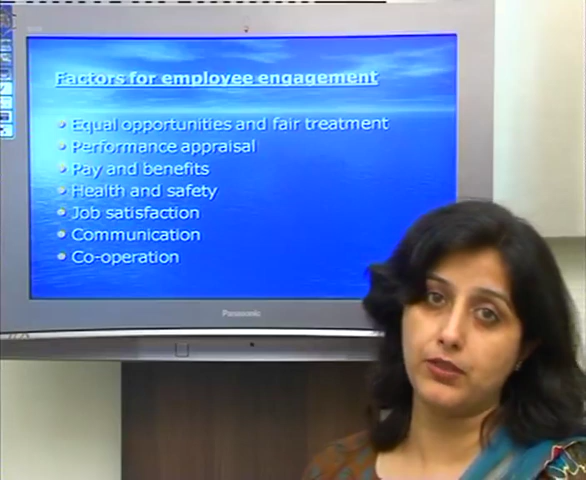 Factors for employee engagement
Equal opportunities and fair treatment
Performance appraisal
Pay and benefits
Health and safety
Job satisfaction
Communication
Co-operation
Panasonic